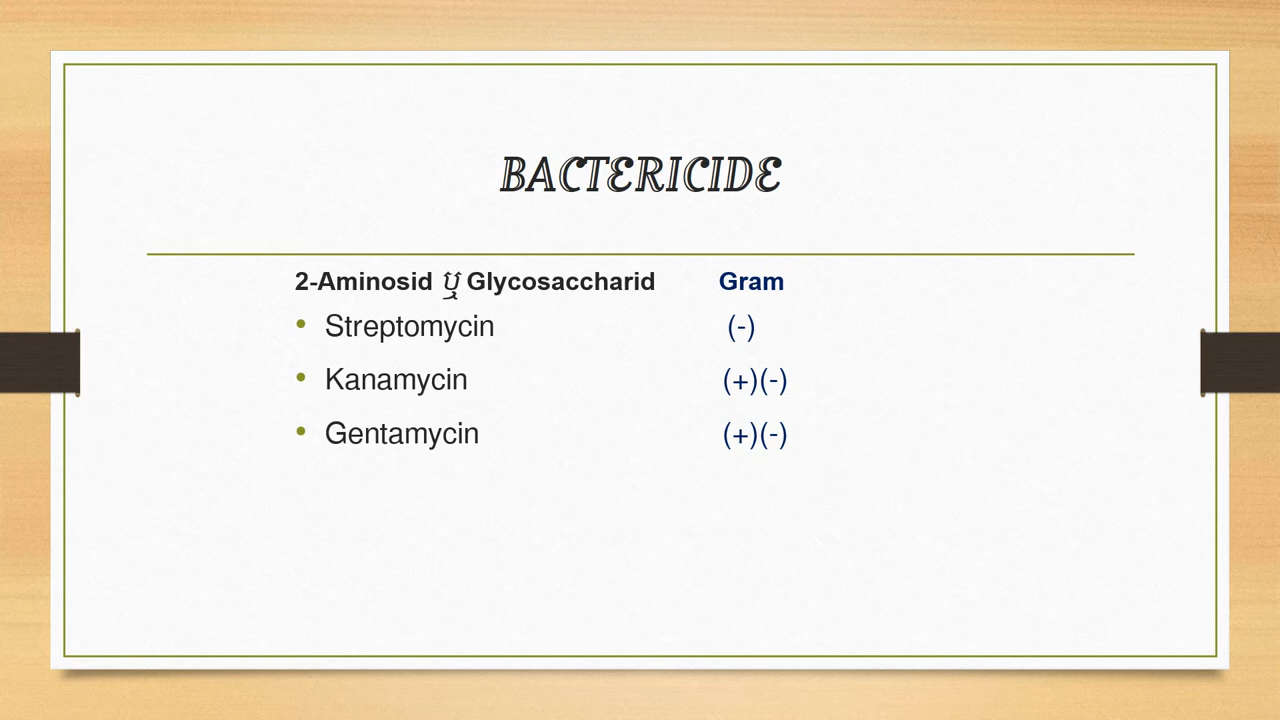 BACTERICIDE
2-Aminosid ឬ Glycosaccharid Gram
• Streptomycin (-)
• Kanamycin (+)(-)
• Gentamycin (+)(-)